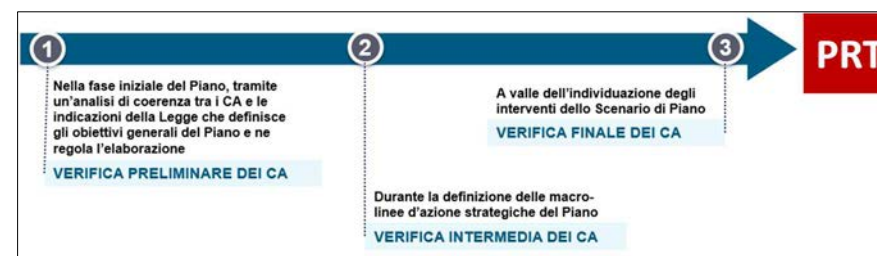 1
2
3
PRT
Nella fase iniziale del Piano, tramite
un'analisi di coerenza tra i CA e le
indicazioni della Legge che definisce
gli obiettivi generali del Piano e ne
regola l'elaborazione
VERIFICA PRELIMINARE DEI CA
Durante la definizione delle macro-
linee d'azione strategiche del Piano
VERIFICA INTERMEDIA DEI CA
A valle dell'individuazione degli
interventi dello Scenario di Piano
VERIFICA FINALE DEI CA